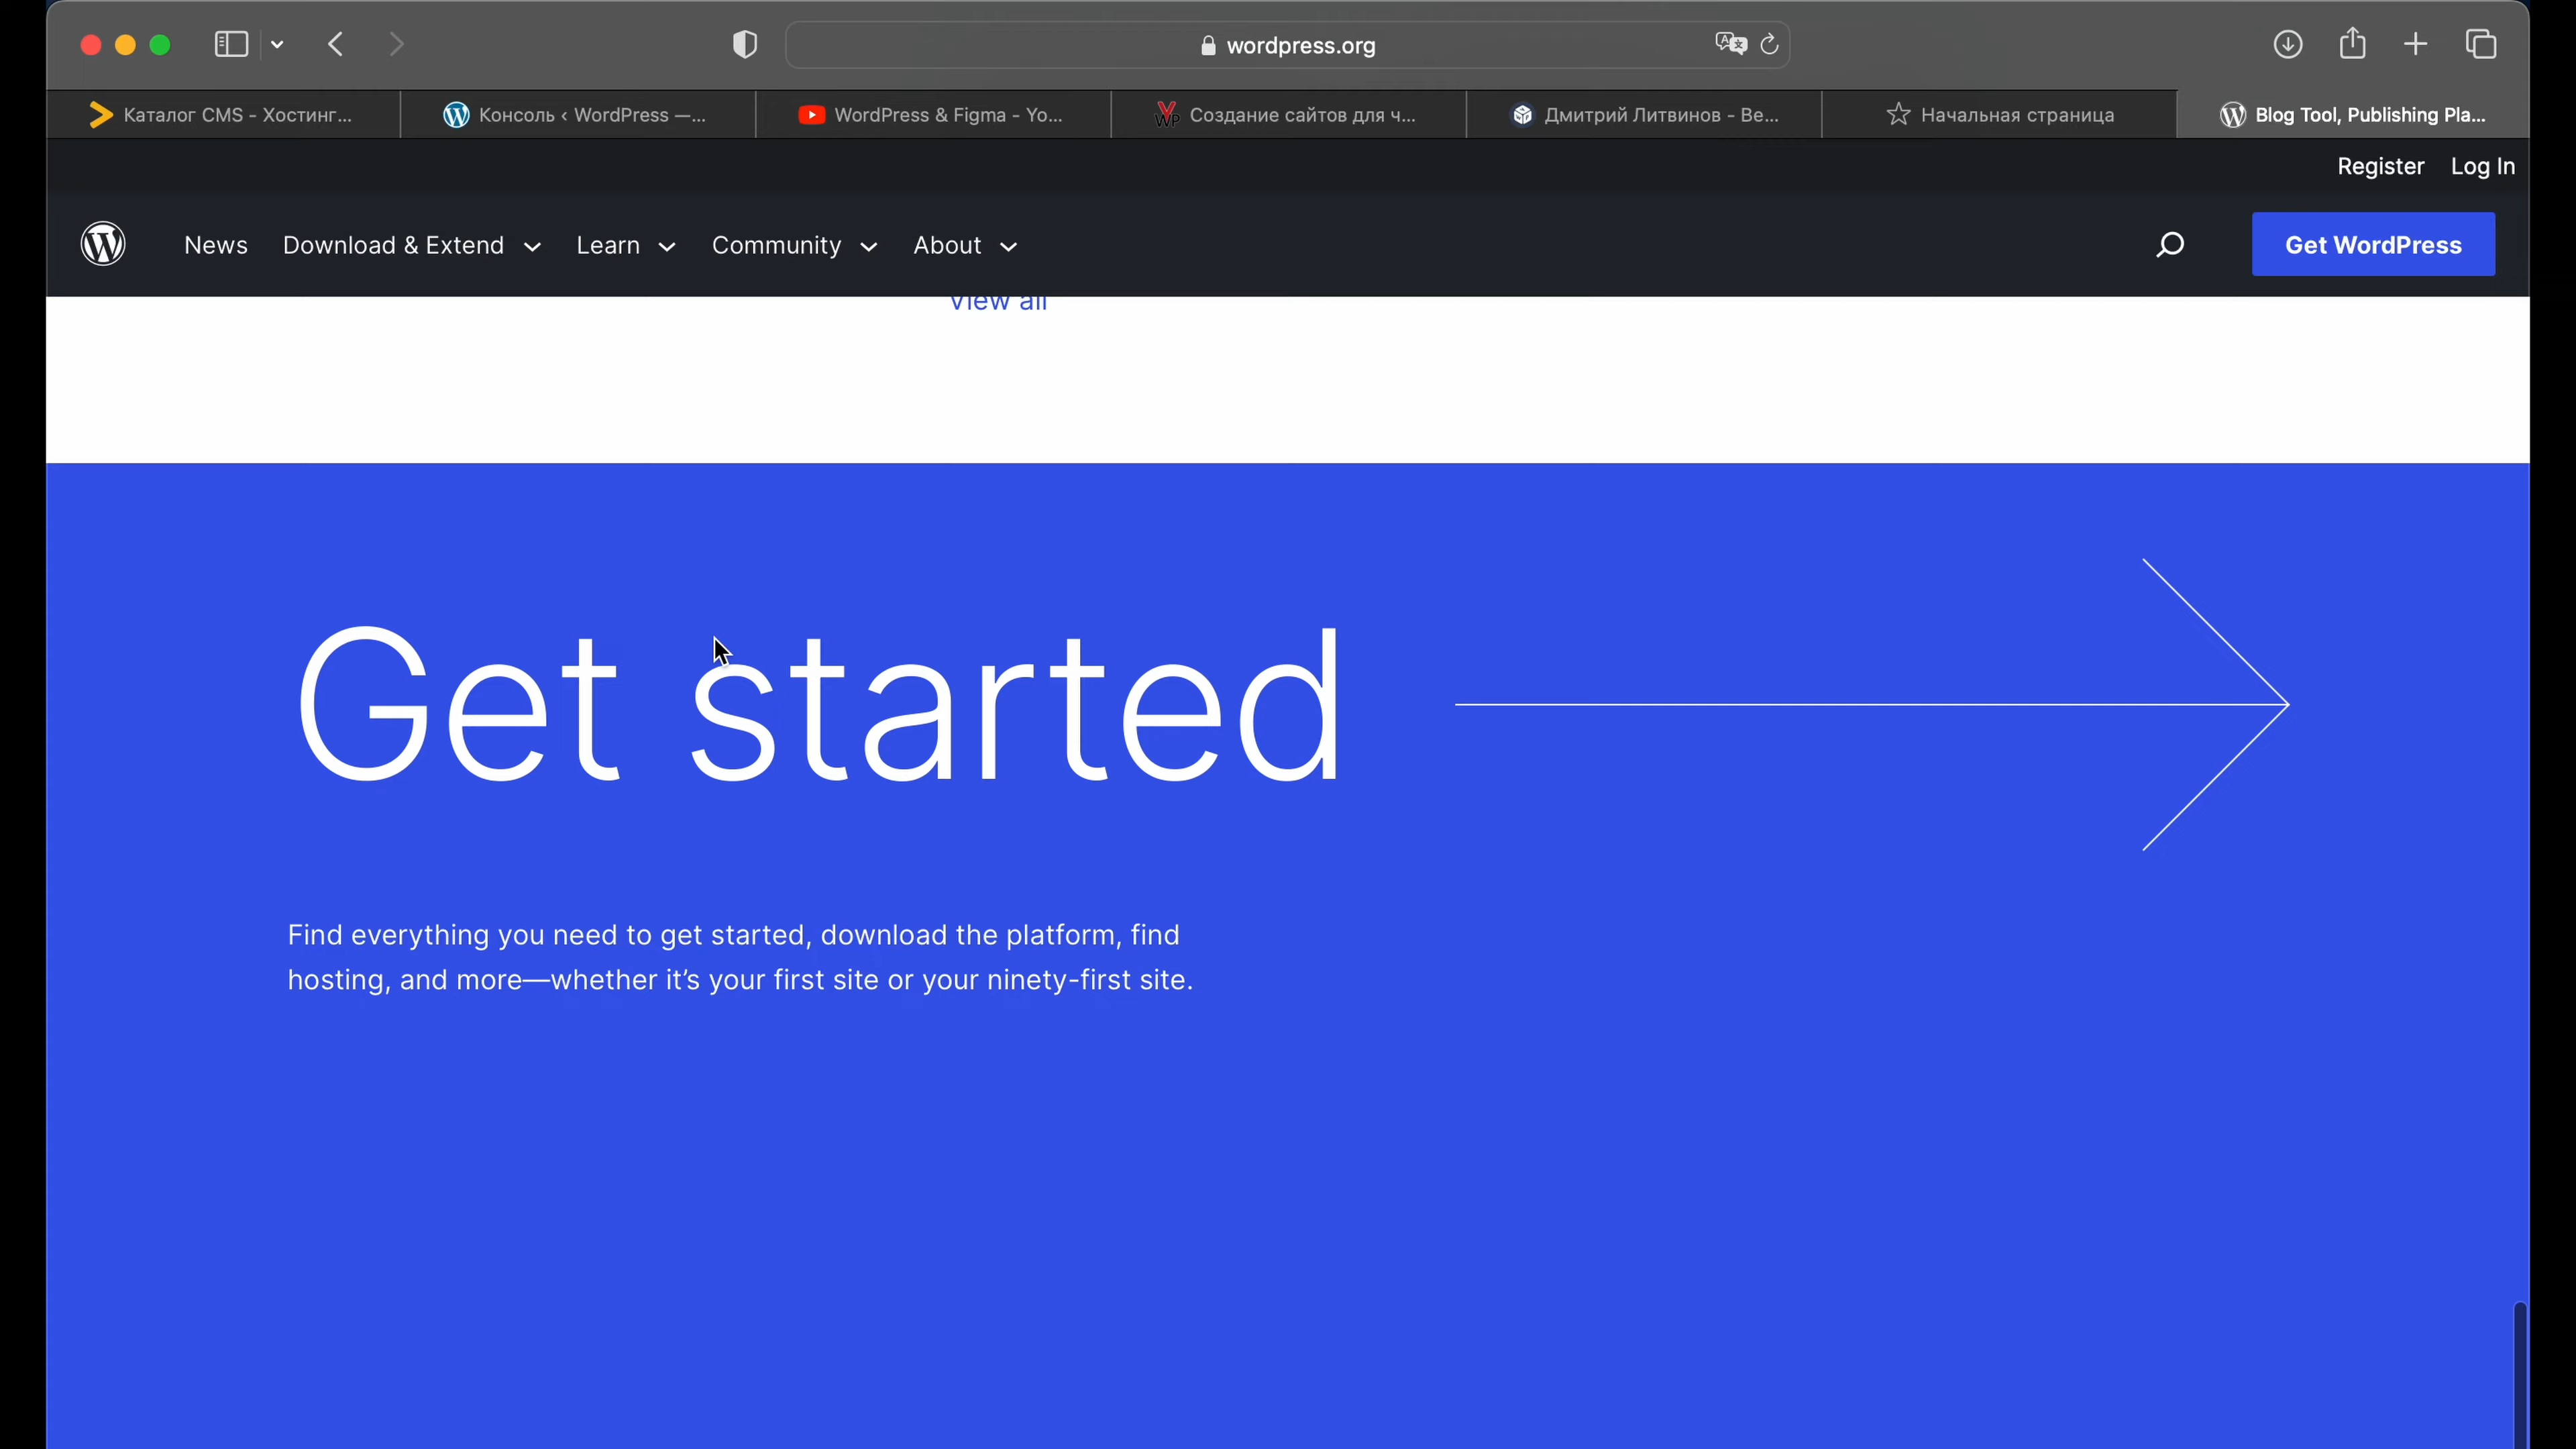 wordpress.org
Каталог CMS - Хостинг...
Консоль ‹ WordPress —...
WordPress & Figma - Yo...
Создание сайтов для ч...
Дмитрий Литвинов - Ве...
Начальная страница
Blog Tool, Publishing Pla...
Register Log In
News Download & Extend Learn Community About
Get WordPress
View all
Get started
Find everything you need to get started, download the platform, find
hosting, and more—whether it’s your first site or your ninety-first site.